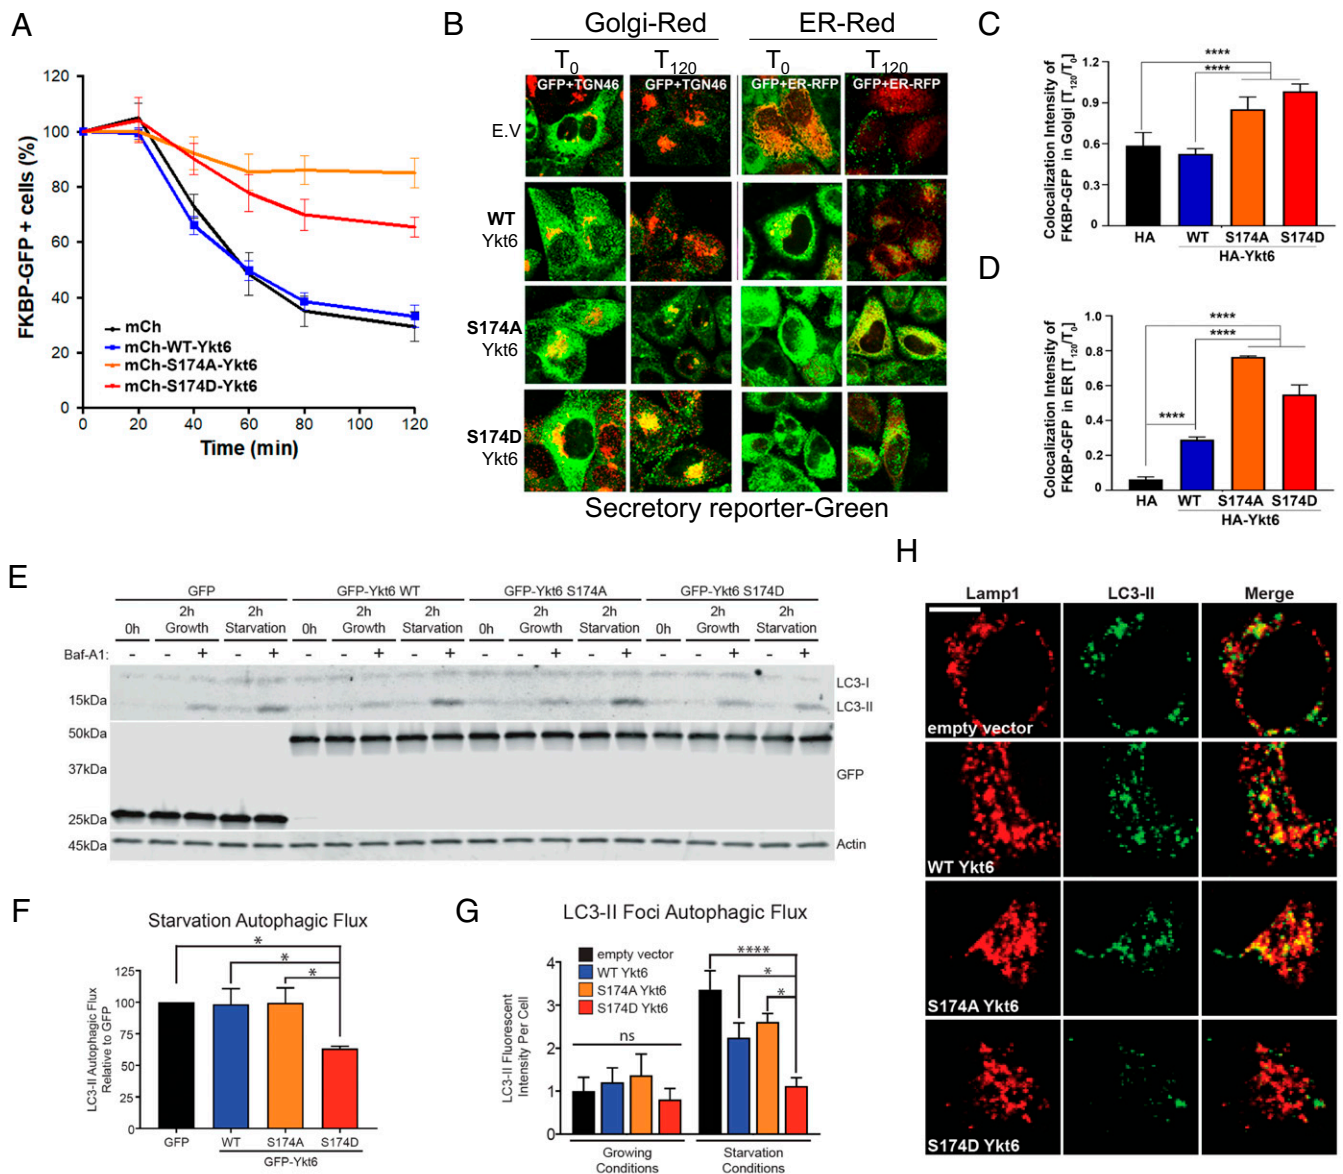 A
FKBP-GFP + cells (%)
120
100
80
60
40
20
0
mCh
mCh-WT-Ykt6
mCh-S174A-Ykt6
mCh-S174D-Ykt6
0 20 40 60 80 100 120
Time (min)
B
Golgi-Red ER-Red
T0 T120 T0 T120
GFP+TGN46 GFP+TGN46 GFP+ER-RFP GFP+ER-RFP
E.V
WT
Ykt6
S174A
Ykt6
S174D
Ykt6
Secretory reporter-Green
C
Colocalization Intensity of
FKBP-GFP in Golgi [T120/T0]
1.2
0.9
0.6
0.3
0
****
****
HA WT S174A S174D
HA-Ykt6
D
Colocalization Intensity of
FKBP-GFP in ER [T120/T0]
1.0
0.8
0.6
0.4
0.2
0
****
****
****
HA WT S174A S174D
HA-Ykt6
E
GFP GFP-Ykt6 WT GFP-Ykt6 S174A GFP-Ykt6 S174D
2h 2h 2h 2h 2h 2h 2h 2h
0h Growth Starvation 0h Growth Starvation 0h Growth Starvation 0h Growth Starvation
Baf-A1: - - + - + - - + - + - - + - + - - + - +
LC3-I
15kDa
LC3-II
50kDa
37kDa
GFP
25kDa
45kDa
Actin
F
Starvation Autophagic Flux
LC3-II Autophagic Flux
Relative to GFP
125
100
75
50
25
0
*
*
*
GFP WT S174A S174D
GFP-Ykt6
G
LC3-II Foci Autophagic Flux
LC3-II Fluorescent
Intensity Per Cell
4
3
2
1
0
empty vector
WT Ykt6
S174A Ykt6
S174D Ykt6
ns
****
*
*
Growing
Conditions
Starvation
Conditions
H
Lamp1 LC3-II Merge
empty vector
WT Ykt6
S174A Ykt6
S174D Ykt6